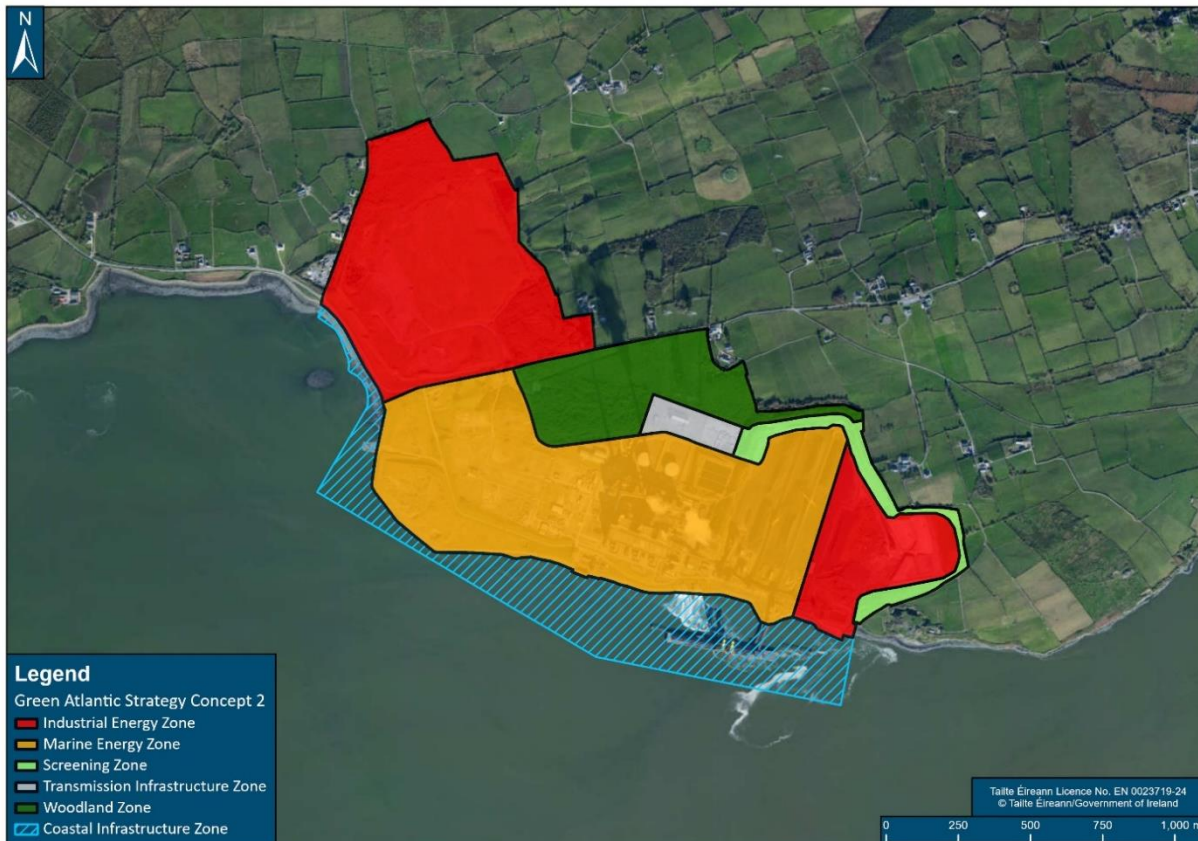 N
Legend
Green Atlantic Strategy Concept 2
Industrial Energy Zone
Marine Energy Zone
Screening Zone
Transmission Infrastructure Zone
Woodland Zone
Coastal Infrastructure Zone
Tailte Éireann Licence No. EN 0023719-24
© Tailte Éireann/Government of Ireland
0 250 500 750 1,000 m